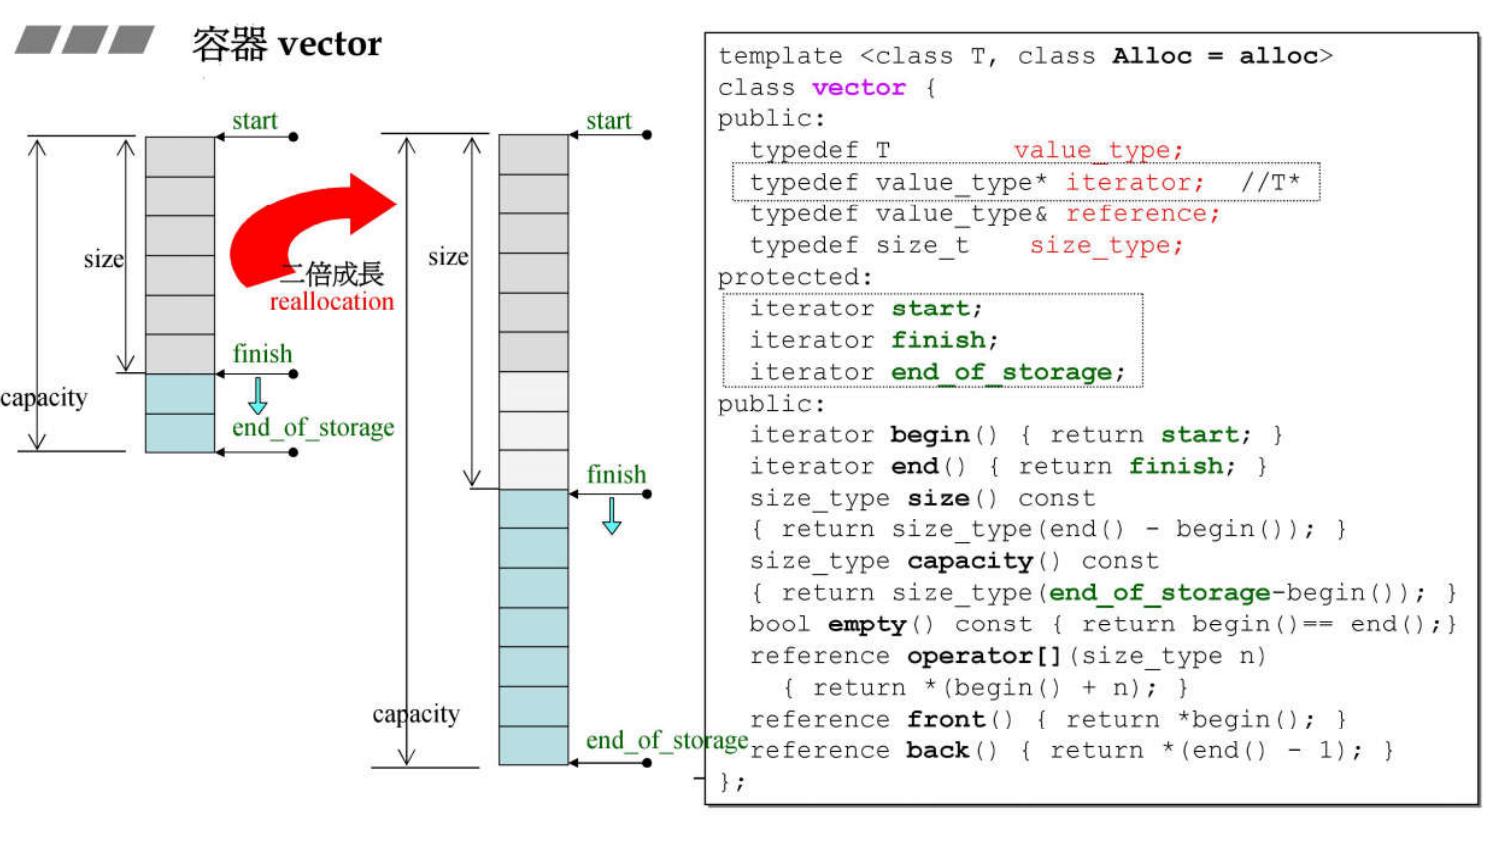 容器 vector
start
size
capacity
finish
end_of_storage
二倍成長
reallocation
start
size
capacity
finish
end_of_storage
template <class T, class Alloc = alloc>
class vector {
public:
typedef T value_type;
typedef value_type* iterator; //T*
typedef value_type& reference;
typedef size_t size_type;
protected:
iterator start;
iterator finish;
iterator end_of_storage;
public:
iterator begin() { return start; }
iterator end() { return finish; }
size_type size() const
{ return size_type(end() - begin()); }
size_type capacity() const
{ return size_type(end_of_storage-begin()); }
bool empty() const { return begin()== end();}
reference operator[](size_type n)
{ return *(begin() + n); }
reference front() { return *begin(); }
reference back() { return *(end() - 1); }
};